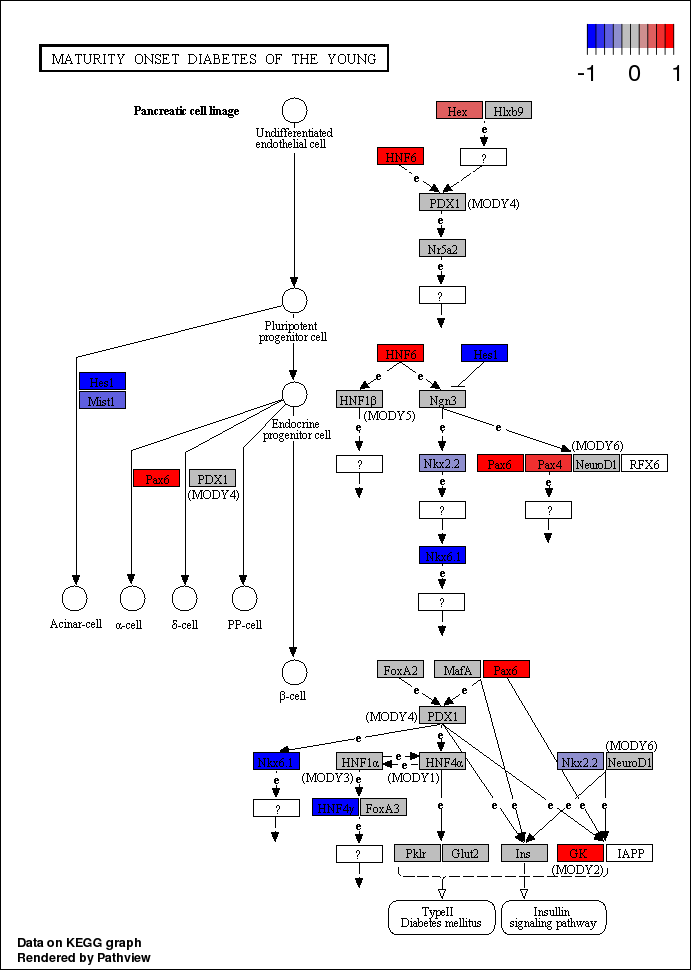 MATURITY ONSET DIABETES OF THE YOUNG
-1 0 1
Pancreatic cell linage
Undifferentiated
endothelial cell
Hex Hlxb9
e
HNF6 ?
e
PDX1 (MODY4)
e
Nr5a2
e
?
Pluripotent
progenitor cell
HNF6 Hes1
Hes1
Mist1
e e
HNF1β Ngn3
(MODY5)
Endocrine
progenitor cell
e e e
(MODY6)
? Nkx2.2 Pax6 Pax4 NeuroD1 RFX6
Pax6 PDX1
(MODY4)
e e
? ?
e
Nkx6.1
e
?
Acinar-cell α-cell δ-cell PP-cell
β-cell
FoxA2 MafA Pax6
e e
(MODY4) PDX1
e e
(MODY6)
Nkx6.1 HNF1α e HNF4α Nkx2.2 NeuroD1
e
(MODY3) (MODY1)
e e
? HNF4γ FoxA3
e e e e e e e
? Pklr Glut2 Ins GK IAPP
(MODY2)
TypeII
Diabetes mellitus
Insullin
signaling pathway
Data on KEGG graph
Rendered by Pathview